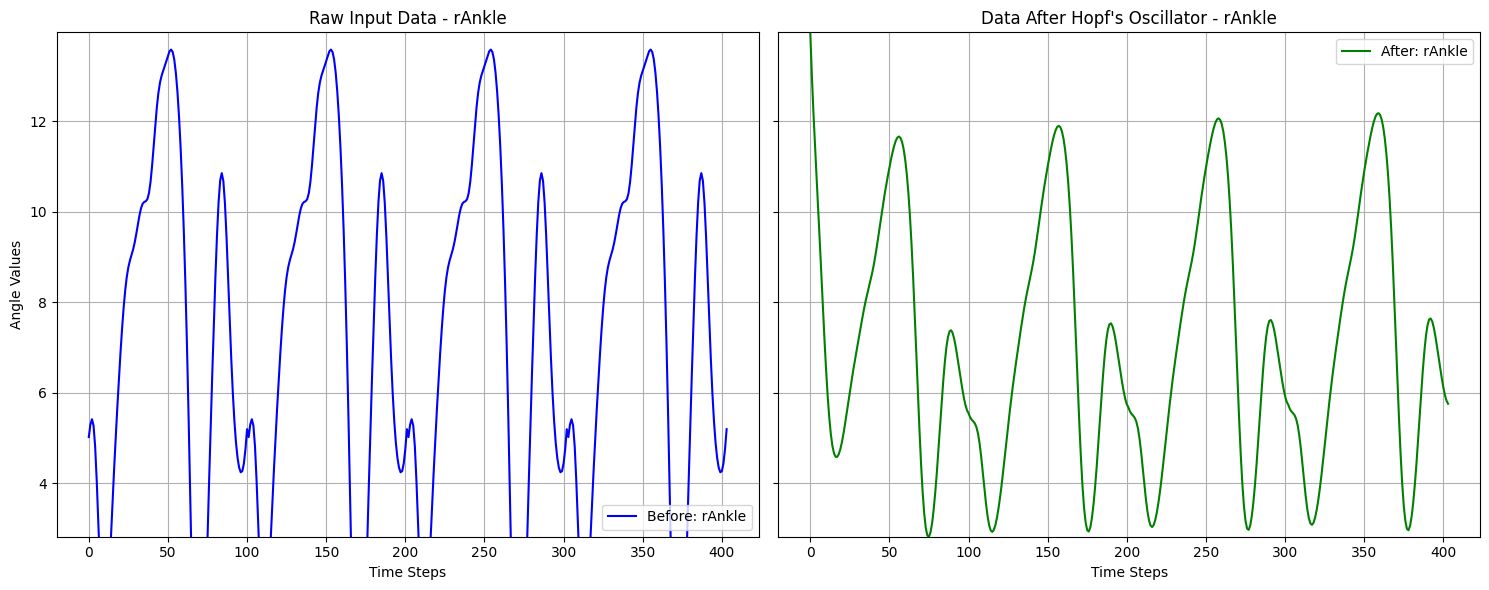 Raw Input Data - rAnkle
Angle Values
12
10
8
6
4
0 50 100 150 200 250 300 350 400
Time Steps
Before: rAnkle
Data After Hopf's Oscillator - rAnkle
After: rAnkle
0 50 100 150 200 250 300 350 400
Time Steps